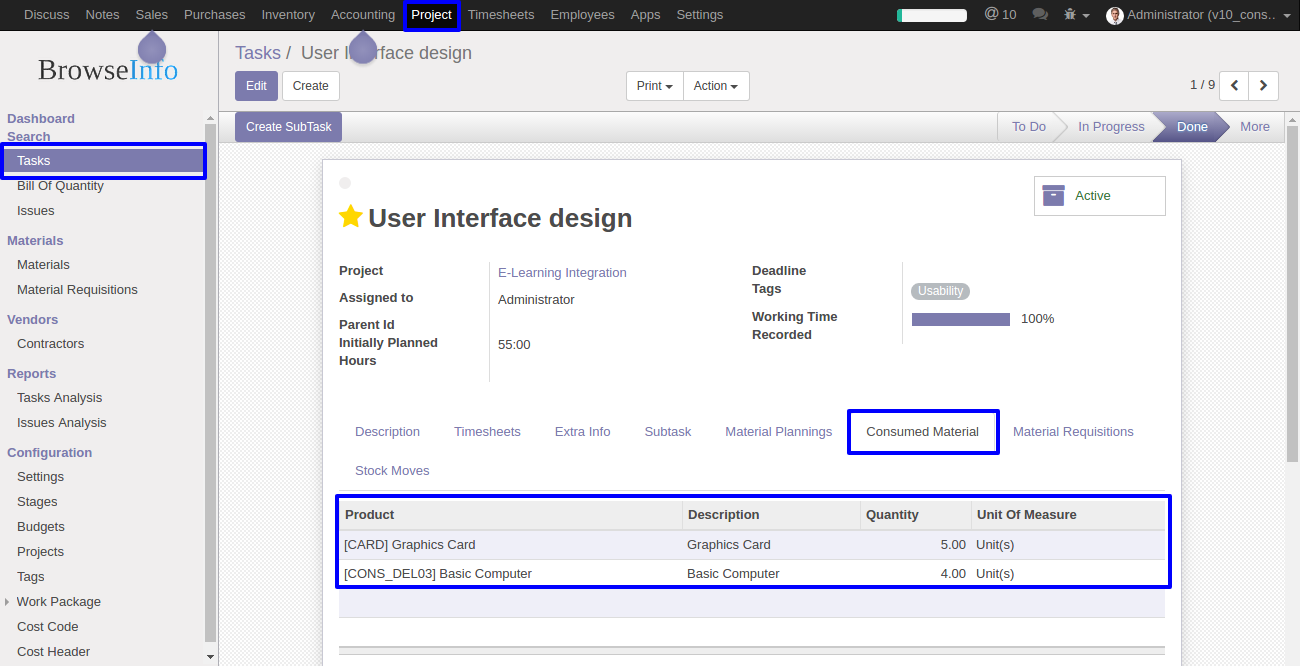 Discuss Notes Sales Purchases Inventory Accounting Project Timesheets Employees Apps Settings @ 10 Administrator (v10_cons...
BrowseInfo
Tasks / User Interface design
Edit Create Print Action 1 / 9
Create SubTask To Do In Progress Done More
Dashboard
Search
Tasks
Bill Of Quantity
Issues
Materials
Materials
Material Requisitions
Vendors
Contractors
Reports
Tasks Analysis
Issues Analysis
Configuration
Settings
Stages
Budgets
Projects
Tags
Work Package
Cost Code
Cost Header
Active
User Interface design
Project E-Learning Integration
Assigned to Administrator
Parent Id
Initially Planned Hours 55:00
Deadline
Tags Usability
Working Time Recorded 100%
Description Timesheets Extra Info Subtask Material Plannings Consumed Material Material Requisitions
Stock Moves
Product Description Quantity Unit Of Measure
[CARD] Graphics Card Graphics Card 5.00 Unit(s)
[CONS_DEL03] Basic Computer Basic Computer 4.00 Unit(s)